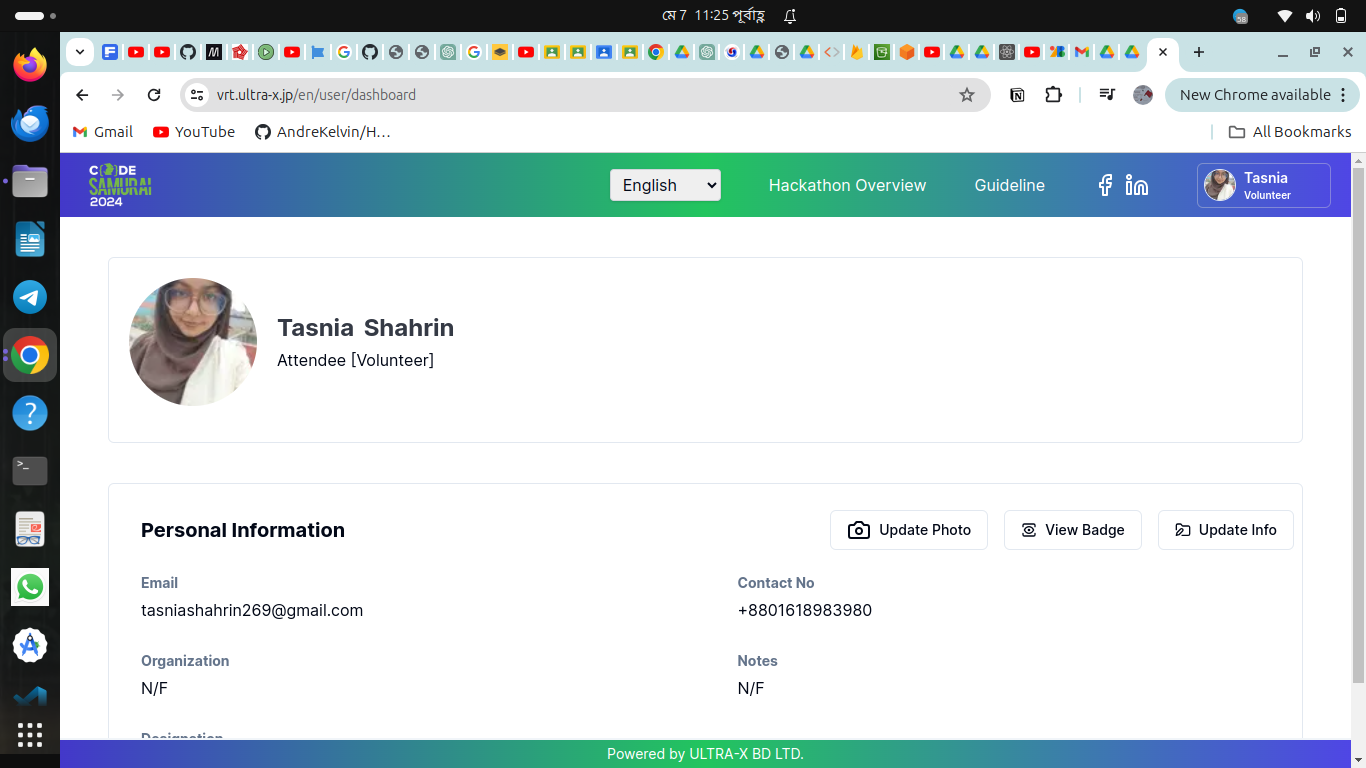 মে 7 11:25 পূর্বাহ্ণ
58
vrt.ultra-x.jp/en/user/dashboard
New Chrome available
Gmail
YouTube
AndreKelvin/H...
All Bookmarks
CODE
SAMURAI
2024
English
Hackathon Overview
Guideline
Tasnia
Volunteer
Tasnia Shahrin
Attendee [Volunteer]
Personal Information
Update Photo
View Badge
Update Info
Email
Contact No
tasniashahrin269@gmail.com
+8801618983980
Organization
Notes
N/F
N/F
Designation
Powered by ULTRA-X BD LTD.